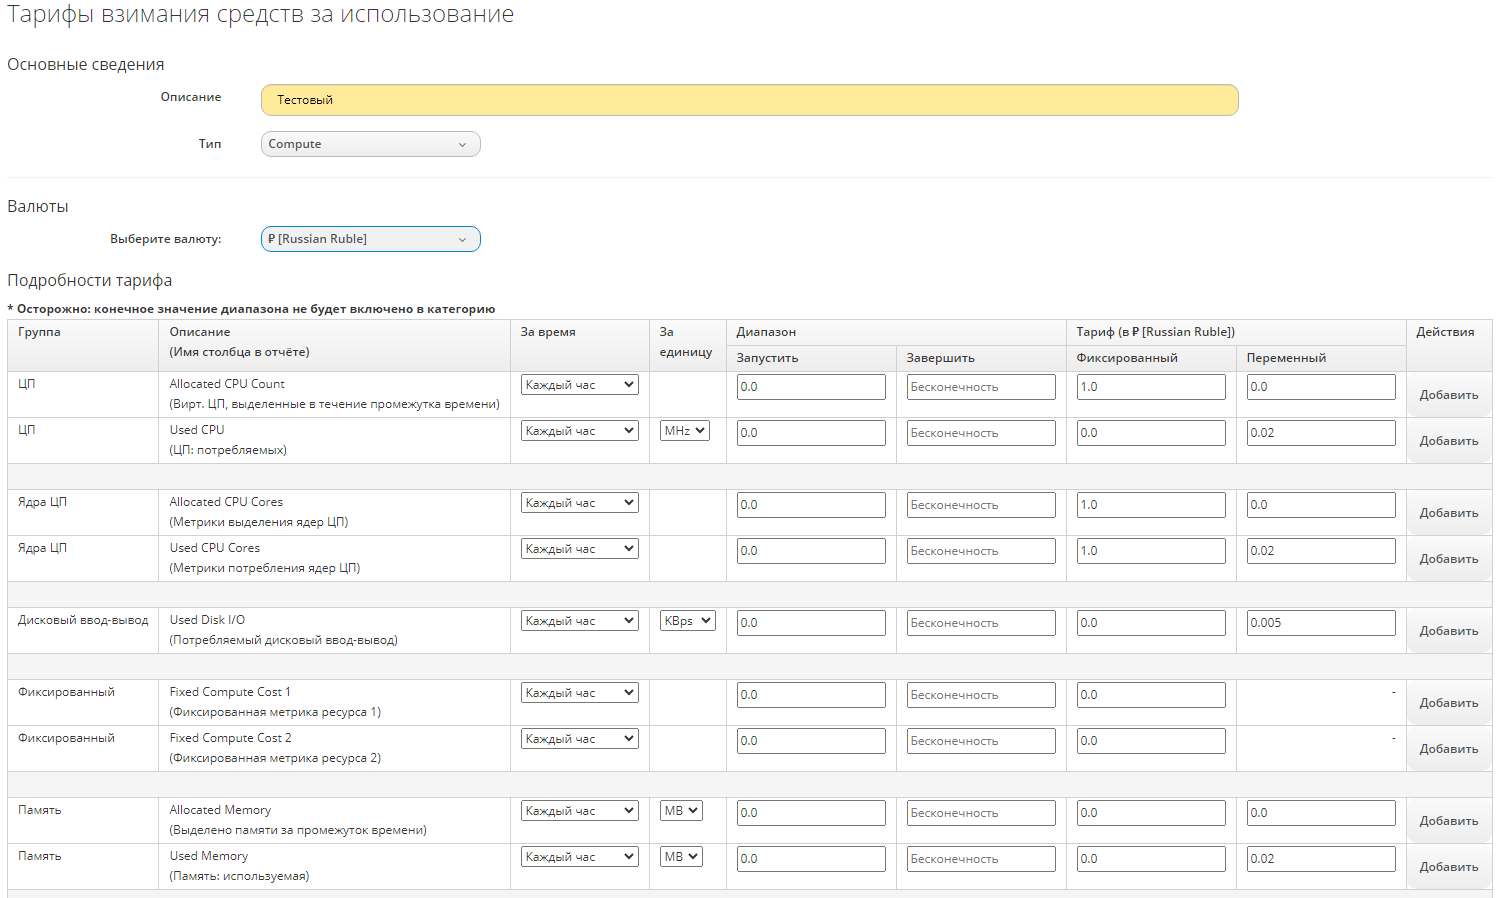 Тарифы взимания средств за использование
Основные сведения
Описание Тестовый
Тип Compute
Валюты
Выберите валюту: ₽ [Russian Ruble]
Подробности тарифа
* Осторожно: конечное значение диапазона не будет включено в категорию
Группа Описание (Имя столбца в отчёте) За время За единицу Диапазон Тариф (в ₽ [Russian Ruble]) Действия
Запустить Завершить Фиксированный Переменный
ЦП Allocated CPU Count Каждый час 0.0 Бесконечность 1.0 0.0 Добавить
(Вирт. ЦП, выделенные в течение промежутка времени)
ЦП Used CPU Каждый час MHz 0.0 Бесконечность 0.0 0.02 Добавить
(ЦП: потребляемых)
Ядра ЦП Allocated CPU Cores Каждый час 0.0 Бесконечность 1.0 0.0 Добавить
(Метрики выделения ядер ЦП)
Ядра ЦП Used CPU Cores Каждый час 0.0 Бесконечность 1.0 0.02 Добавить
(Метрики потребления ядер ЦП)
Дисковый ввод-вывод Used Disk I/O Каждый час KBps 0.0 Бесконечность 0.0 0.005 Добавить
(Потребляемый дисковый ввод-вывод)
Фиксированный Fixed Compute Cost 1 Каждый час 0.0 Бесконечность 0.0 - Добавить
(Фиксированная метрика ресурса 1)
Фиксированный Fixed Compute Cost 2 Каждый час 0.0 Бесконечность 0.0 - Добавить
(Фиксированная метрика ресурса 2)
Память Allocated Memory Каждый час MB 0.0 Бесконечность 0.0 0.0 Добавить
(Выделено памяти за промежуток времени)
Память Used Memory Каждый час MB 0.0 Бесконечность 0.0 0.02 Добавить
(Память: используемая)